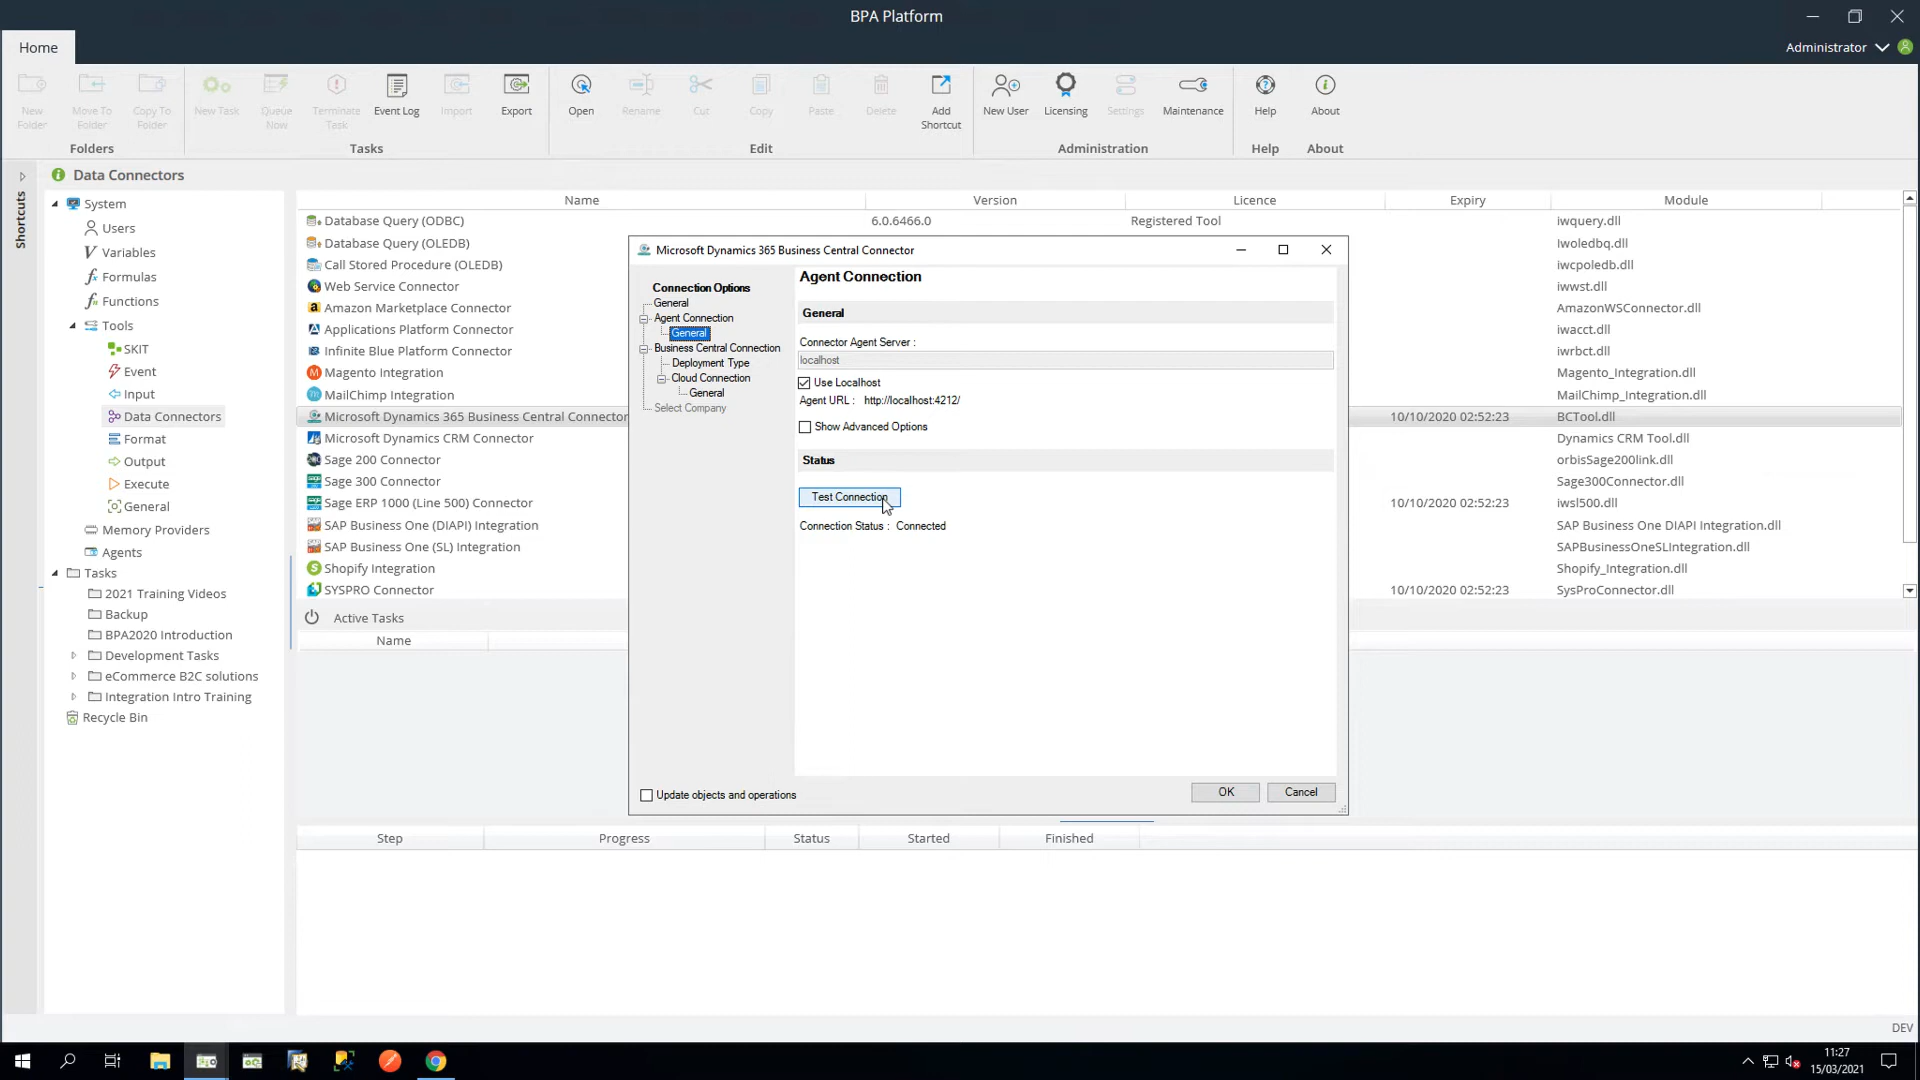 BPA Platform
Home
Administrator
New Folder
Move To Folder
Copy To Folder
New Task
Queue Now
Terminate Task
Event Log
Import
Export
Open
Rename
Cut
Copy
Paste
Delete
Add Shortcut
New User
Licensing
Settings
Maintenance
Help
About
Folders
Tasks
Edit
Administration
Help
About
Shortcuts
Data Connectors
System
Users
Variables
Formulas
Functions
Tools
SKIT
Event
Input
Data Connectors
Format
Output
Execute
General
Memory Providers
Agents
Tasks
2021 Training Videos
Backup
BPA2020 Introduction
Development Tasks
eCommerce B2C solutions
Integration Intro Training
Recycle Bin
Name Version Licence Expiry Module
Database Query (ODBC) 6.0.6466.0 Registered Tool iwquery.dll
Database Query (OLEDB) iwoledbq.dll
Call Stored Procedure (OLEDB) iwcpoledb.dll
Web Service Connector iwwst.dll
Amazon Marketplace Connector AmazonWSConnector.dll
Applications Platform Connector iwacct.dll
Infinite Blue Platform Connector iwrbct.dll
Magento Integration Magento_Integration.dll
MailChimp Integration MailChimp_Integration.dll
Microsoft Dynamics 365 Business Central Connector 10/10/2020 02:52:23 BCTool.dll
Microsoft Dynamics CRM Connector Dynamics CRM Tool.dll
Sage 200 Connector orbisSage200link.dll
Sage 300 Connector Sage300Connector.dll
Sage ERP 1000 (Line 500) Connector 10/10/2020 02:52:23 iwsl500.dll
SAP Business One (DIAPI) Integration SAP Business One DIAPI Integration.dll
SAP Business One (SL) Integration SAPBusinessOneSLIntegration.dll
Shopify Integration Shopify_Integration.dll
SYSPRO Connector 10/10/2020 02:52:23 SysProConnector.dll
Active Tasks
Name
Microsoft Dynamics 365 Business Central Connector
Connection Options
General
Agent Connection
General
Business Central Connection
Deployment Type
Cloud Connection
General
Select Company
Agent Connection
General
Connector Agent Server :
localhost
Use Localhost
Agent URL : http://localhost:4212/
Show Advanced Options
Status
Test Connection
Connection Status : Connected
Update objects and operations
OK
Cancel
Step Progress Status Started Finished
DEV
11:27
15/03/2021